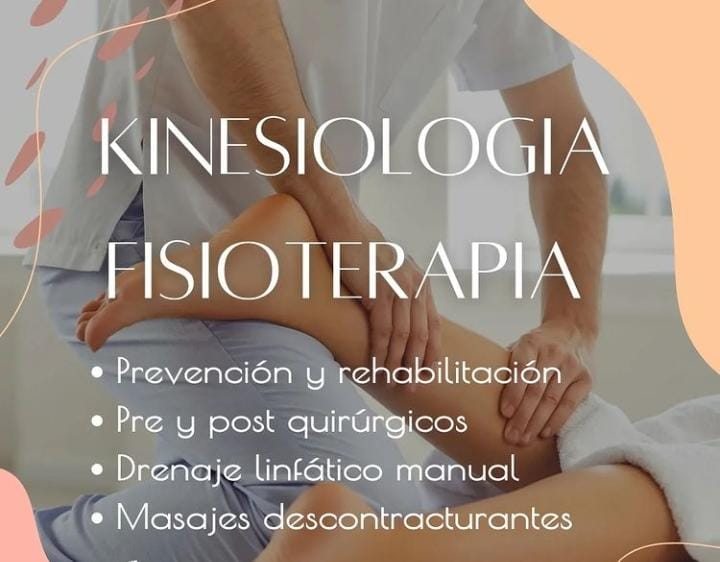 KINESIOLOGIA
FISIOTERAPIA
• Prevención y rehabilitación
• Pre y post quirúrgicos
• Drenaje linfático manual
• Masajes descontracturantes